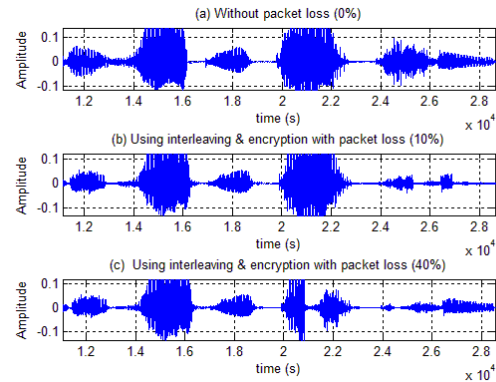 (a) Without packet loss (0%)
Amplitude
0.1
0
-0.1
1.2 1.4 1.6 1.8 2 2.2 2.4 2.6 2.8
time (s)
x 10^4
(b) Using interleaving & encryption with packet loss (10%)
Amplitude
0.1
0
-0.1
1.2 1.4 1.6 1.8 2 2.2 2.4 2.6 2.8
time (s)
x 10^4
(c) Using interleaving & encryption with packet loss (40%)
Amplitude
0.1
0
-0.1
1.2 1.4 1.6 1.8 2 2.2 2.4 2.6 2.8
time (s)
x 10^4